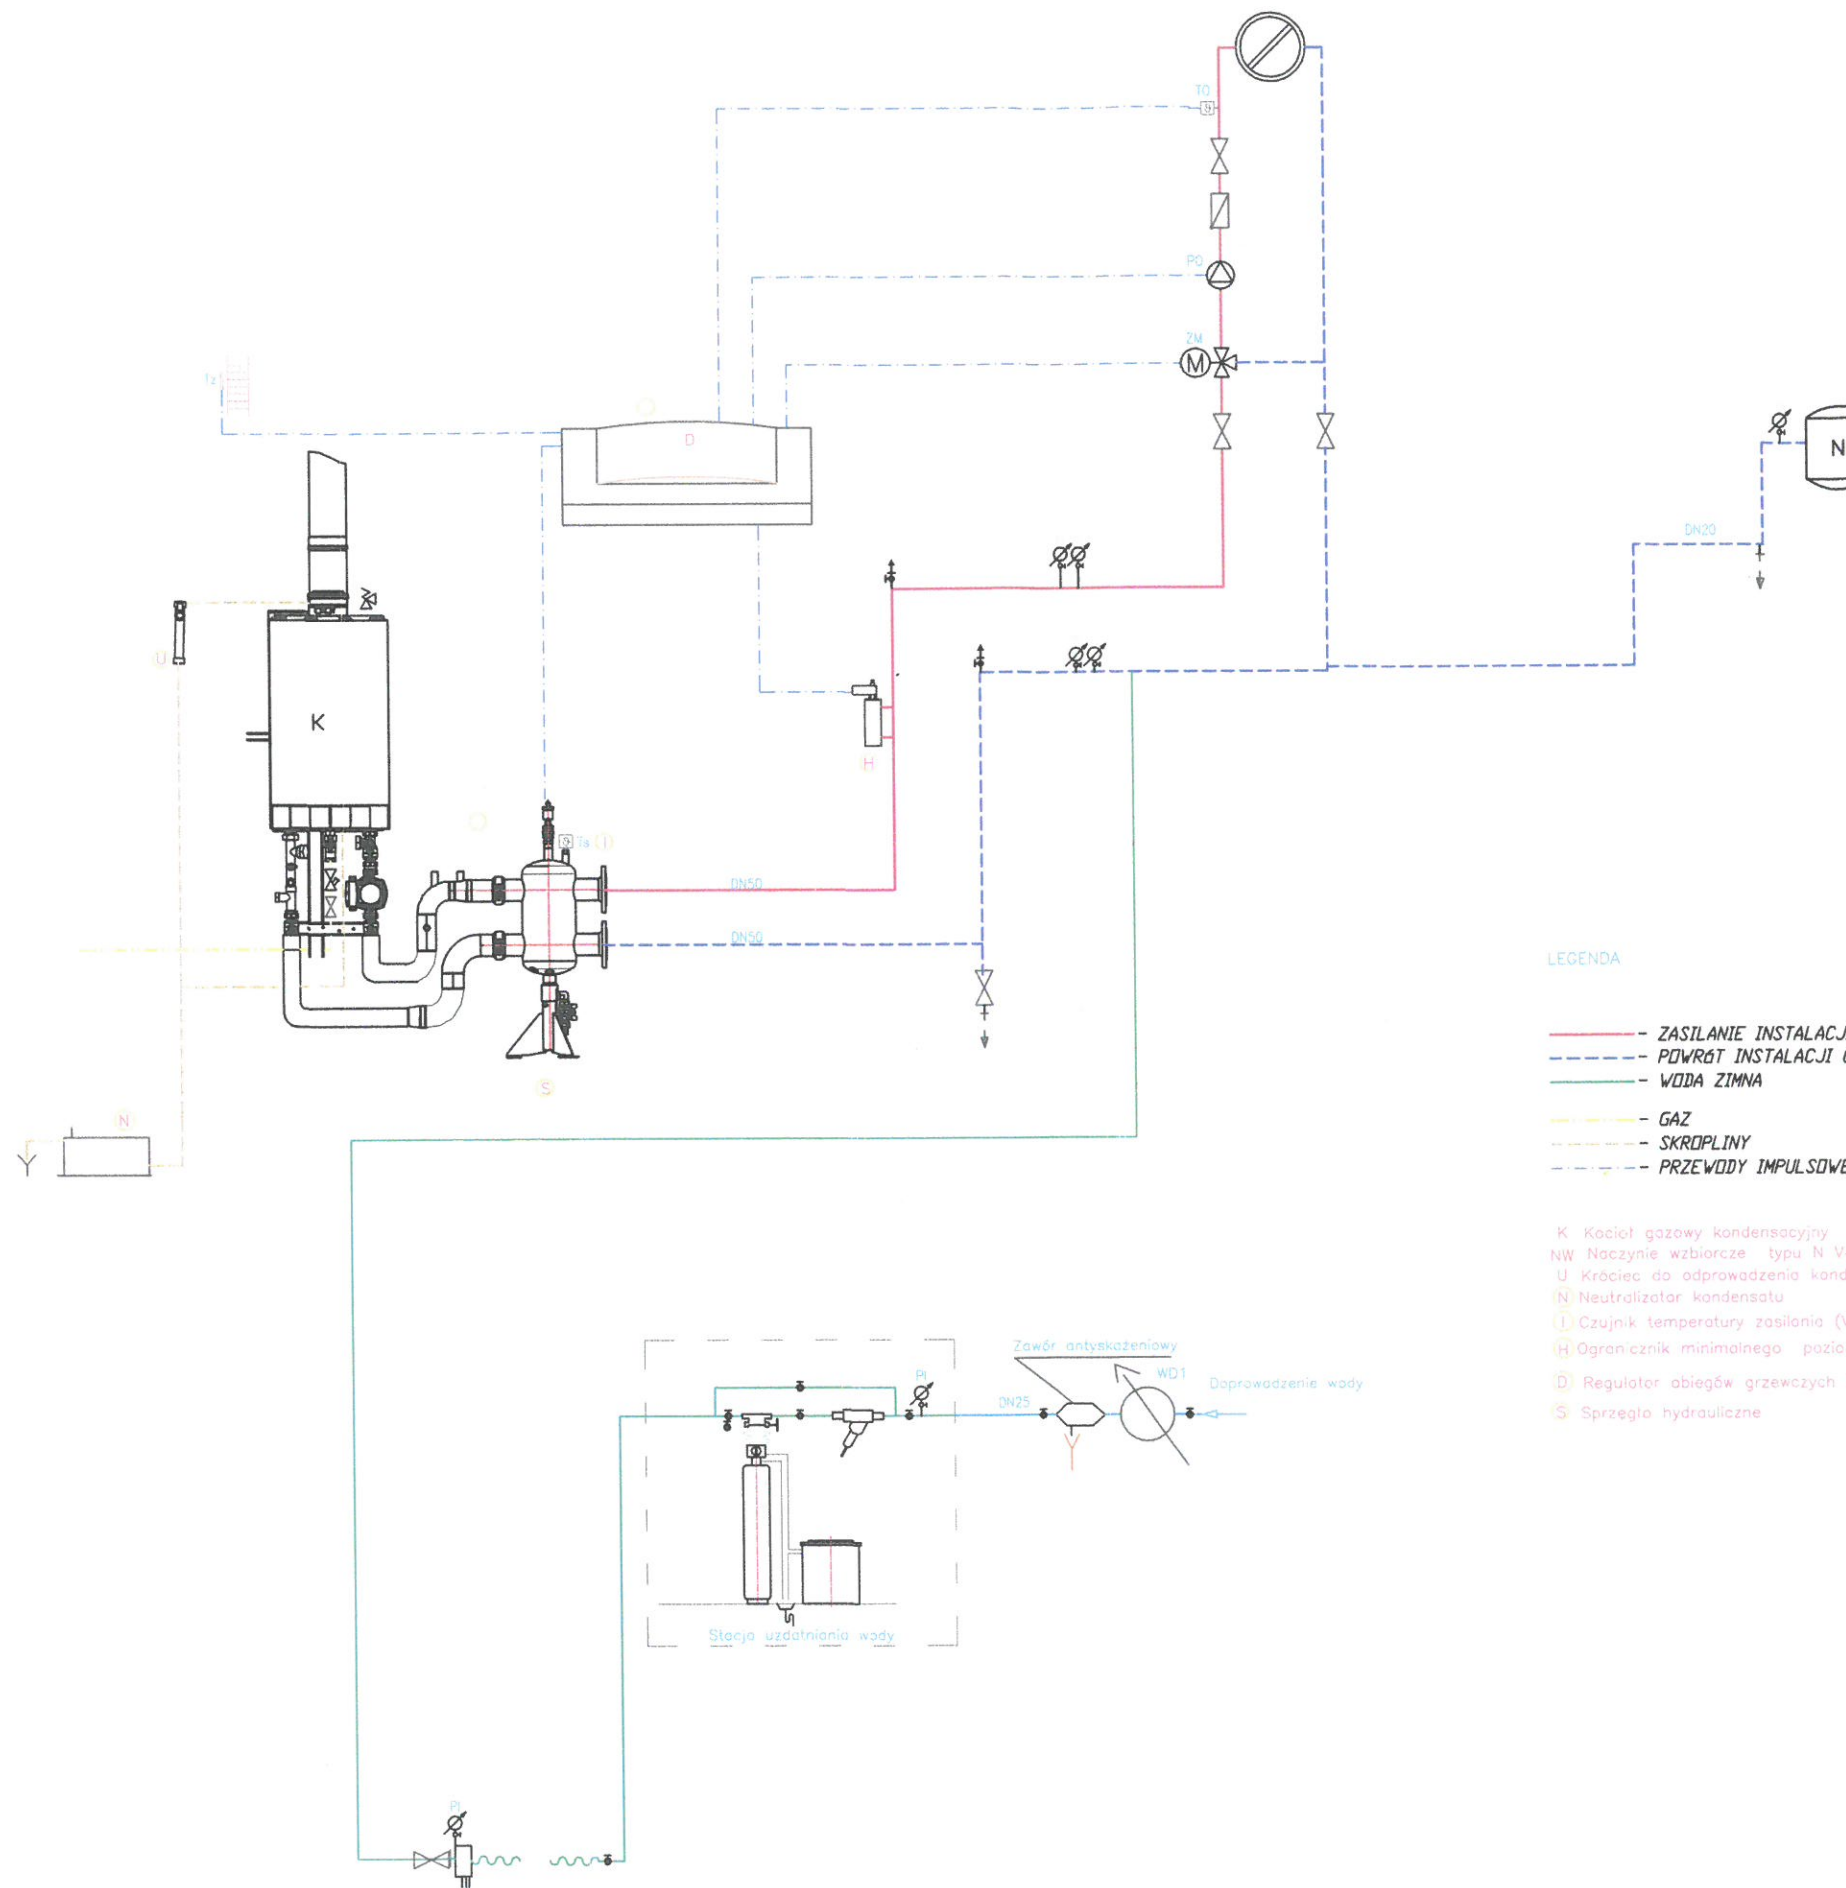 TO
PO
ZM
M
Tz
D
N
DN20
U
K
H
Ts I
DN50
DN50
S
N
LEGENDA
- ZASILANIE INSTALACJ
- POWRÓT INSTALACJI
- WODA ZIMNA
- GAZ
- SKROPLINY
- PRZEWODY IMPULSOWE
K Kocioł gazowy kondensacyjny
NW Naczynie wzbiorcze typu N
U Króciec do odprowadzenia kond
N Neutralizator kondensatu
I Czujnik temperatury zasilania
H Ogranicznik minimalnego pozio
D Regulator obiegów grzewczych
S Sprzęgło hydrauliczne
Zawór antyskażeniowy
PI
WD1
Doprowadzenie wody
DN25
Stacja uzdatniania wody
PI